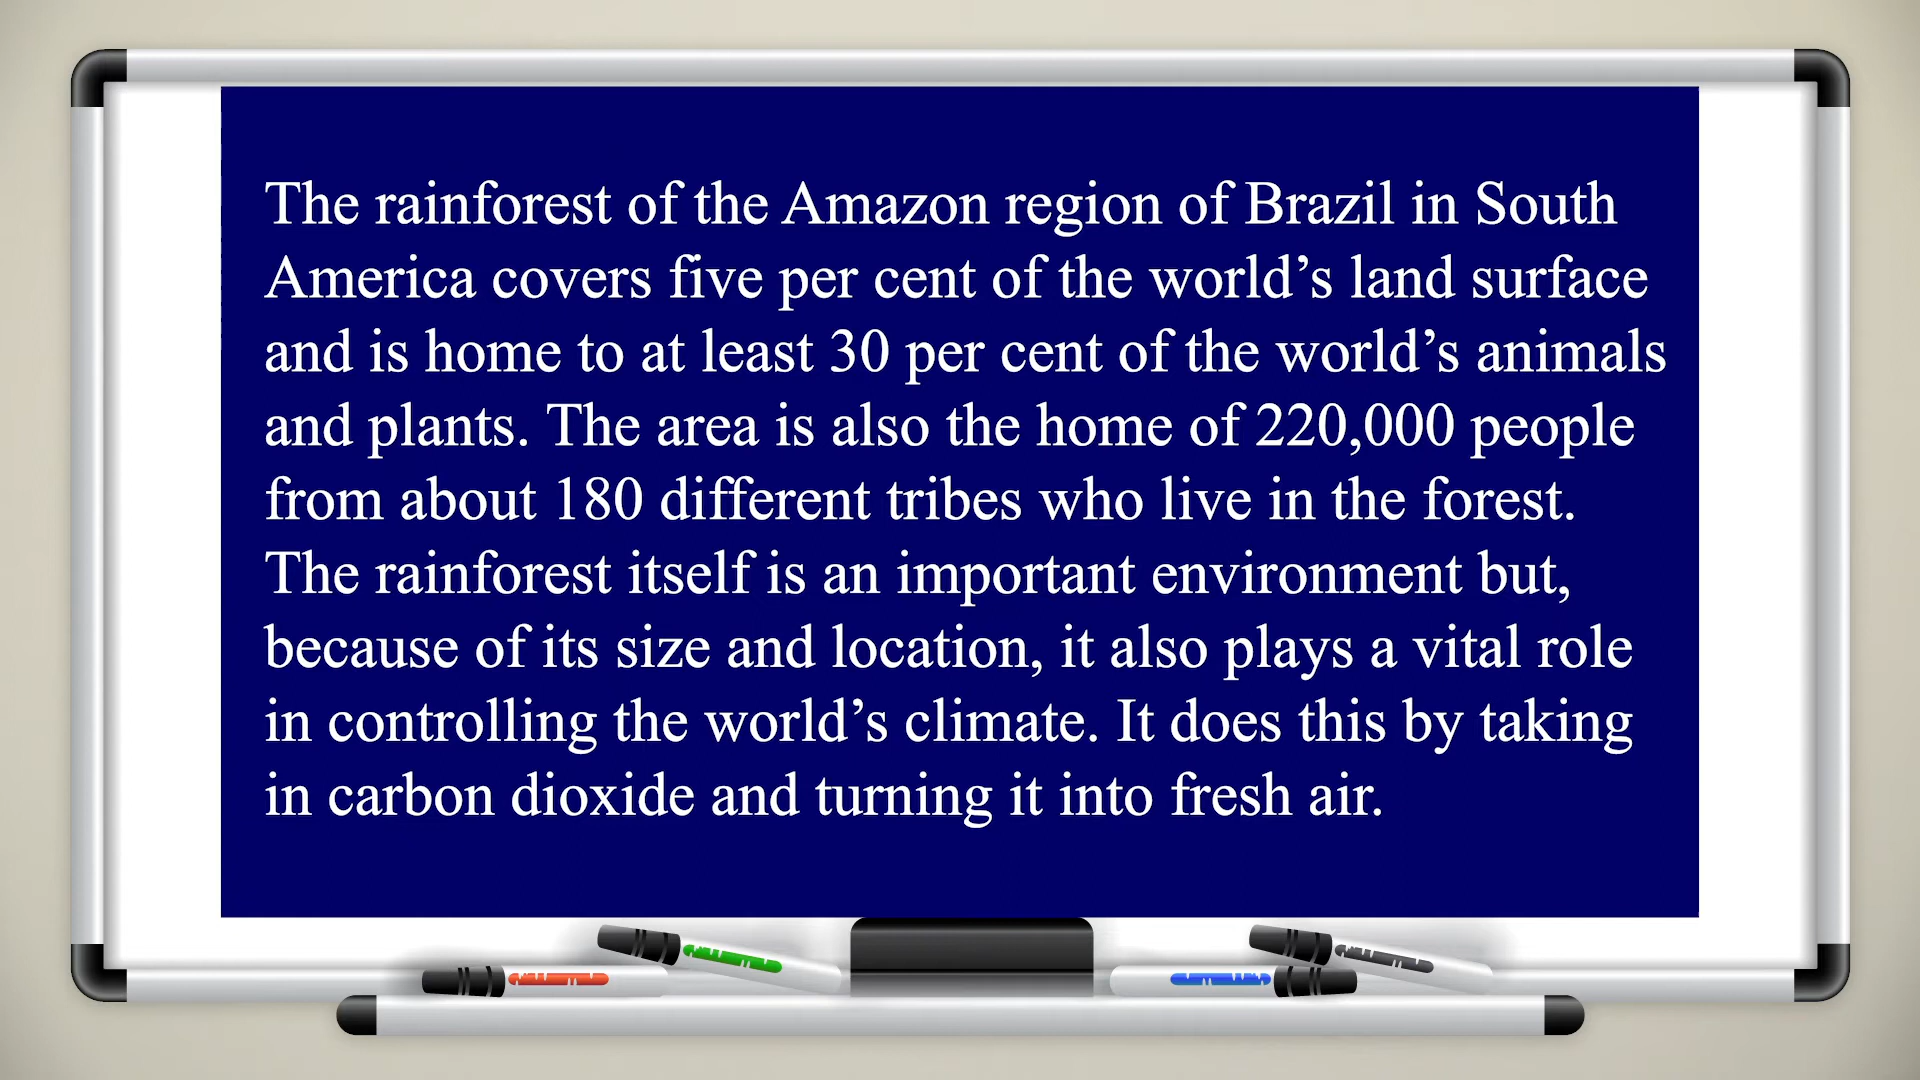 The rainforest of the Amazon region of Brazil in South
America covers five per cent of the world’s land surface
and is home to at least 30 per cent of the world’s animals
and plants. The area is also the home of 220,000 people
from about 180 different tribes who live in the forest.
The rainforest itself is an important environment but,
because of its size and location, it also plays a vital role
in controlling the world’s climate. It does this by taking
in carbon dioxide and turning it into fresh air.